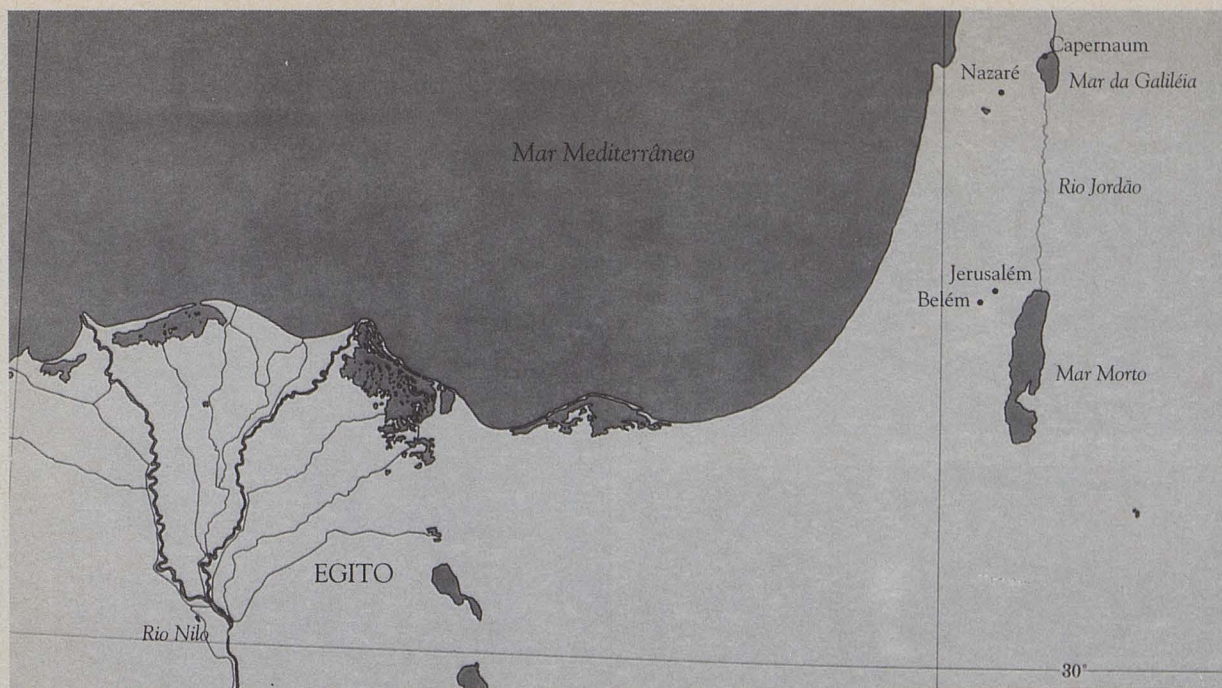 Capernaum
Nazaré
Mar da Galiléia
Mar Mediterrâneo
Rio Jordão
Jerusalém
Belém
Mar Morto
EGITO
Rio Nilo
30°